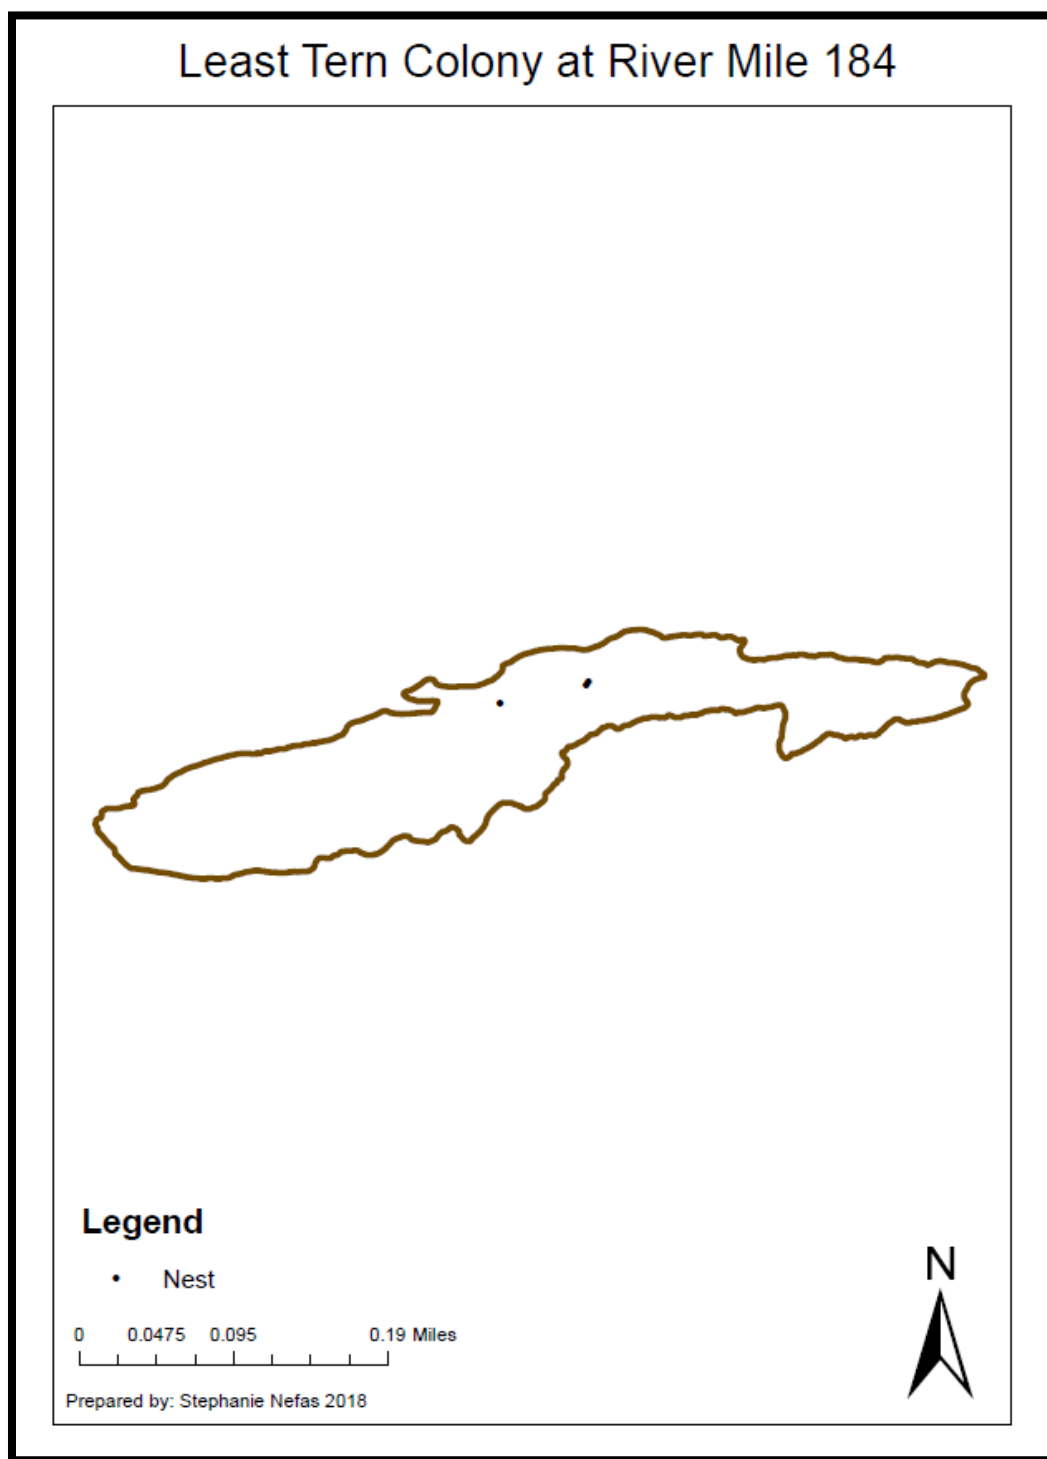 Least Tern Colony at River Mile 184
Legend
Nest
0 0.0475 0.095 0.19 Miles
Prepared by: Stephanie Nefas 2018
N